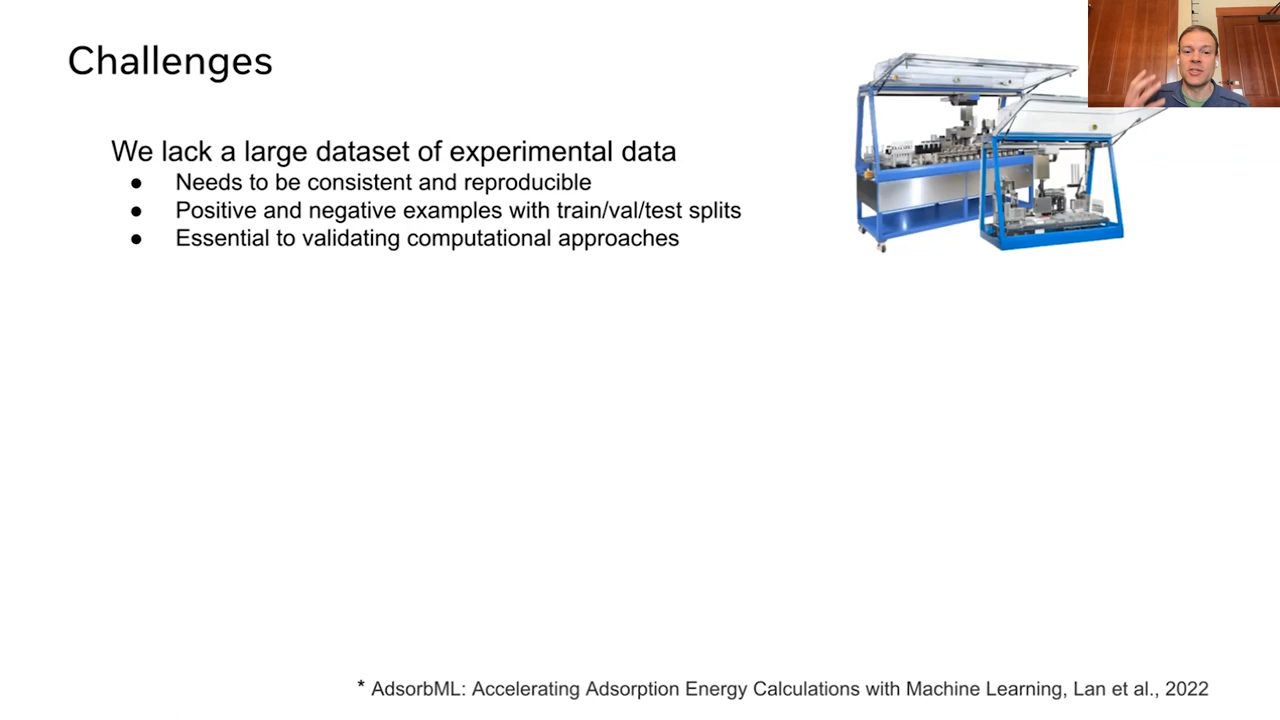 Challenges
We lack a large dataset of experimental data
● Needs to be consistent and reproducible
● Positive and negative examples with train/val/test splits
● Essential to validating computational approaches
* AdsorbML: Accelerating Adsorption Energy Calculations with Machine Learning, Lan et al., 2022